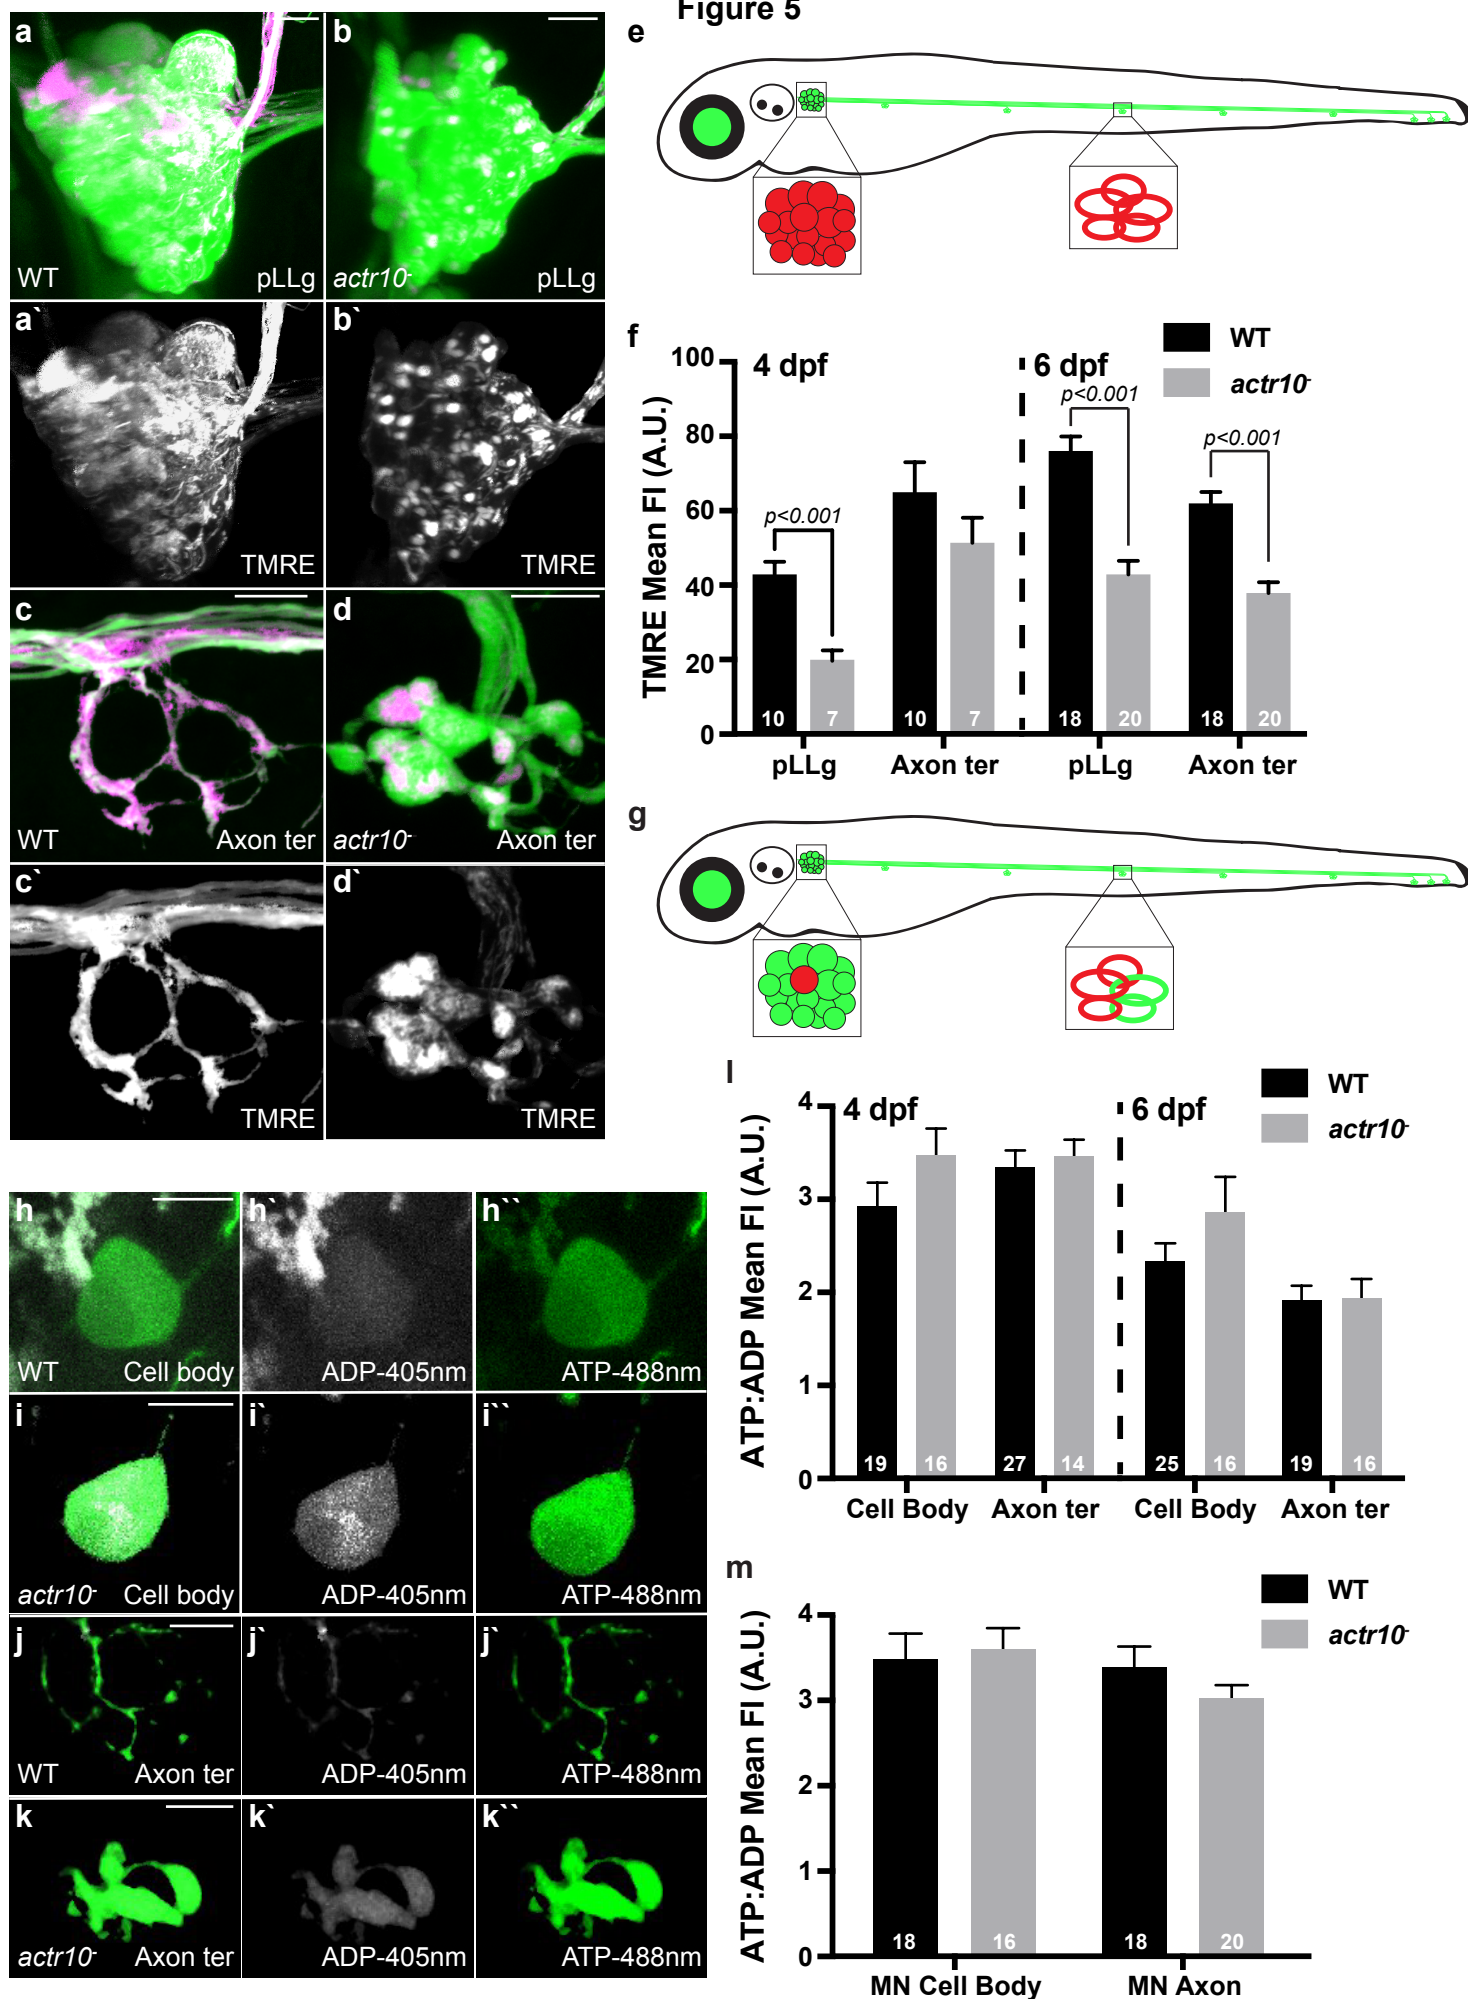 Figure 5
a
WT
pLLg
b
actr10-
pLLg
a`
TMRE
b`
TMRE
c
WT
Axon ter
d
actr10-
Axon ter
c`
TMRE
d`
TMRE
e
f
WT
actr10-
TMRE Mean FI (A.U.)
100
80
60
40
20
0
4 dpf
6 dpf
p<0.001
p<0.001
p<0.001
10
7
10
7
18
20
18
20
pLLg
Axon ter
pLLg
Axon ter
g
h
WT
Cell body
h`
ADP-405nm
h``
ATP-488nm
i
actr10-
Cell body
i`
ADP-405nm
i``
ATP-488nm
j
WT
Axon ter
j`
ADP-405nm
j`
ATP-488nm
k
actr10-
Axon ter
k`
ADP-405nm
k``
ATP-488nm
l
WT
actr10-
ATP:ADP Mean FI (A.U.)
4
3
2
1
0
4 dpf
6 dpf
19
16
27
14
25
16
19
16
Cell Body
Axon ter
Cell Body
Axon ter
m
WT
actr10-
ATP:ADP Mean FI (A.U.)
4
3
2
1
0
18
16
18
20
MN Cell Body
MN Axon